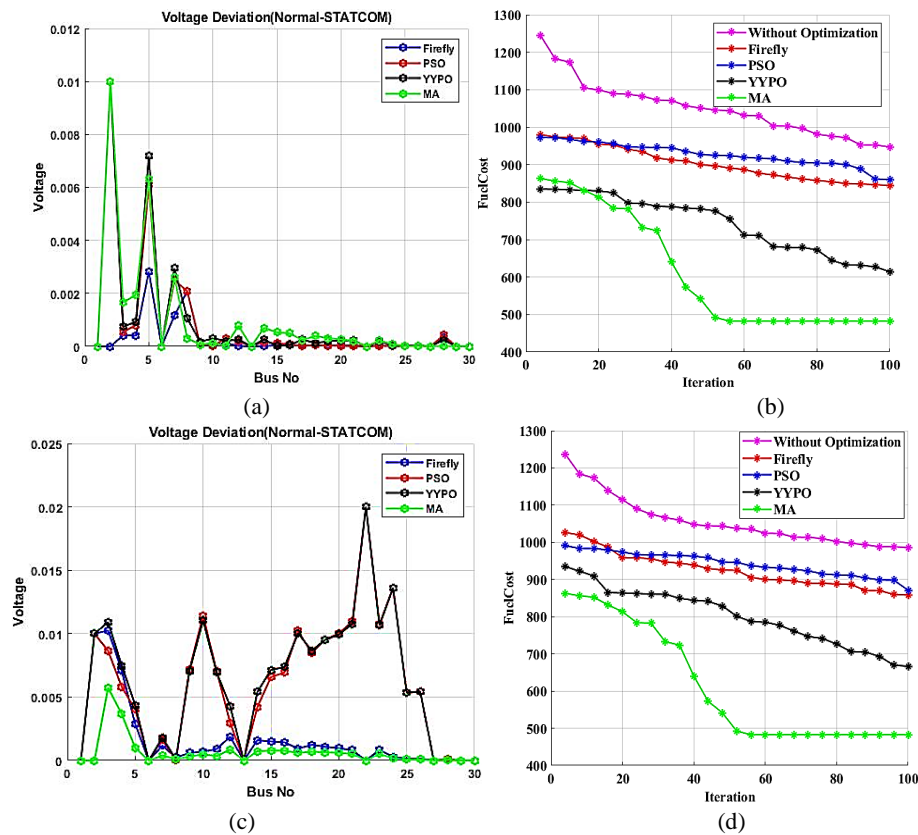 Voltage Deviation(Normal-STATCOM)
0.012
0.01
0.008
0.006
0.004
0.002
0
Voltage
0 5 10 15 20 25 30
Bus No
Firefly
PSO
YYPO
MA
(a)
1300
1200
1100
1000
900
800
700
600
500
400
FuelCost
20 40 60 80 100
Iteration
Without Optimization
Firefly
PSO
YYPO
MA
(b)
Voltage Deviation(Normal-STATCOM)
0.025
0.02
0.015
0.01
0.005
0
Voltage
0 5 10 15 20 25 30
Bus No
Firefly
PSO
YYPO
MA
(c)
1300
1200
1100
1000
900
800
700
600
500
400
FuelCost
0 20 40 60 80 100
Iteration
Without Optimization
Firefly
PSO
YYPO
MA
(d)